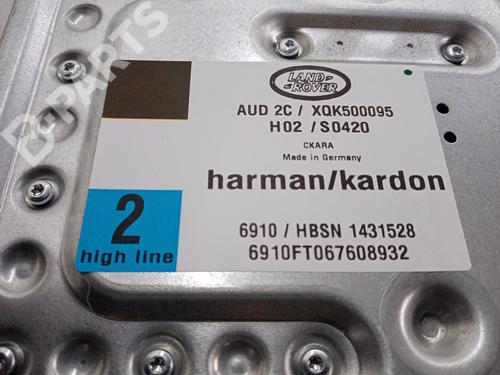 D-PARTS
LAND-
ROVER
AUD 2C / XQK500095
H02 / S0420
CKARA
Made in Germany
harman/kardon
2
high line
6910 / HBSN 1431528
6910FT067608932